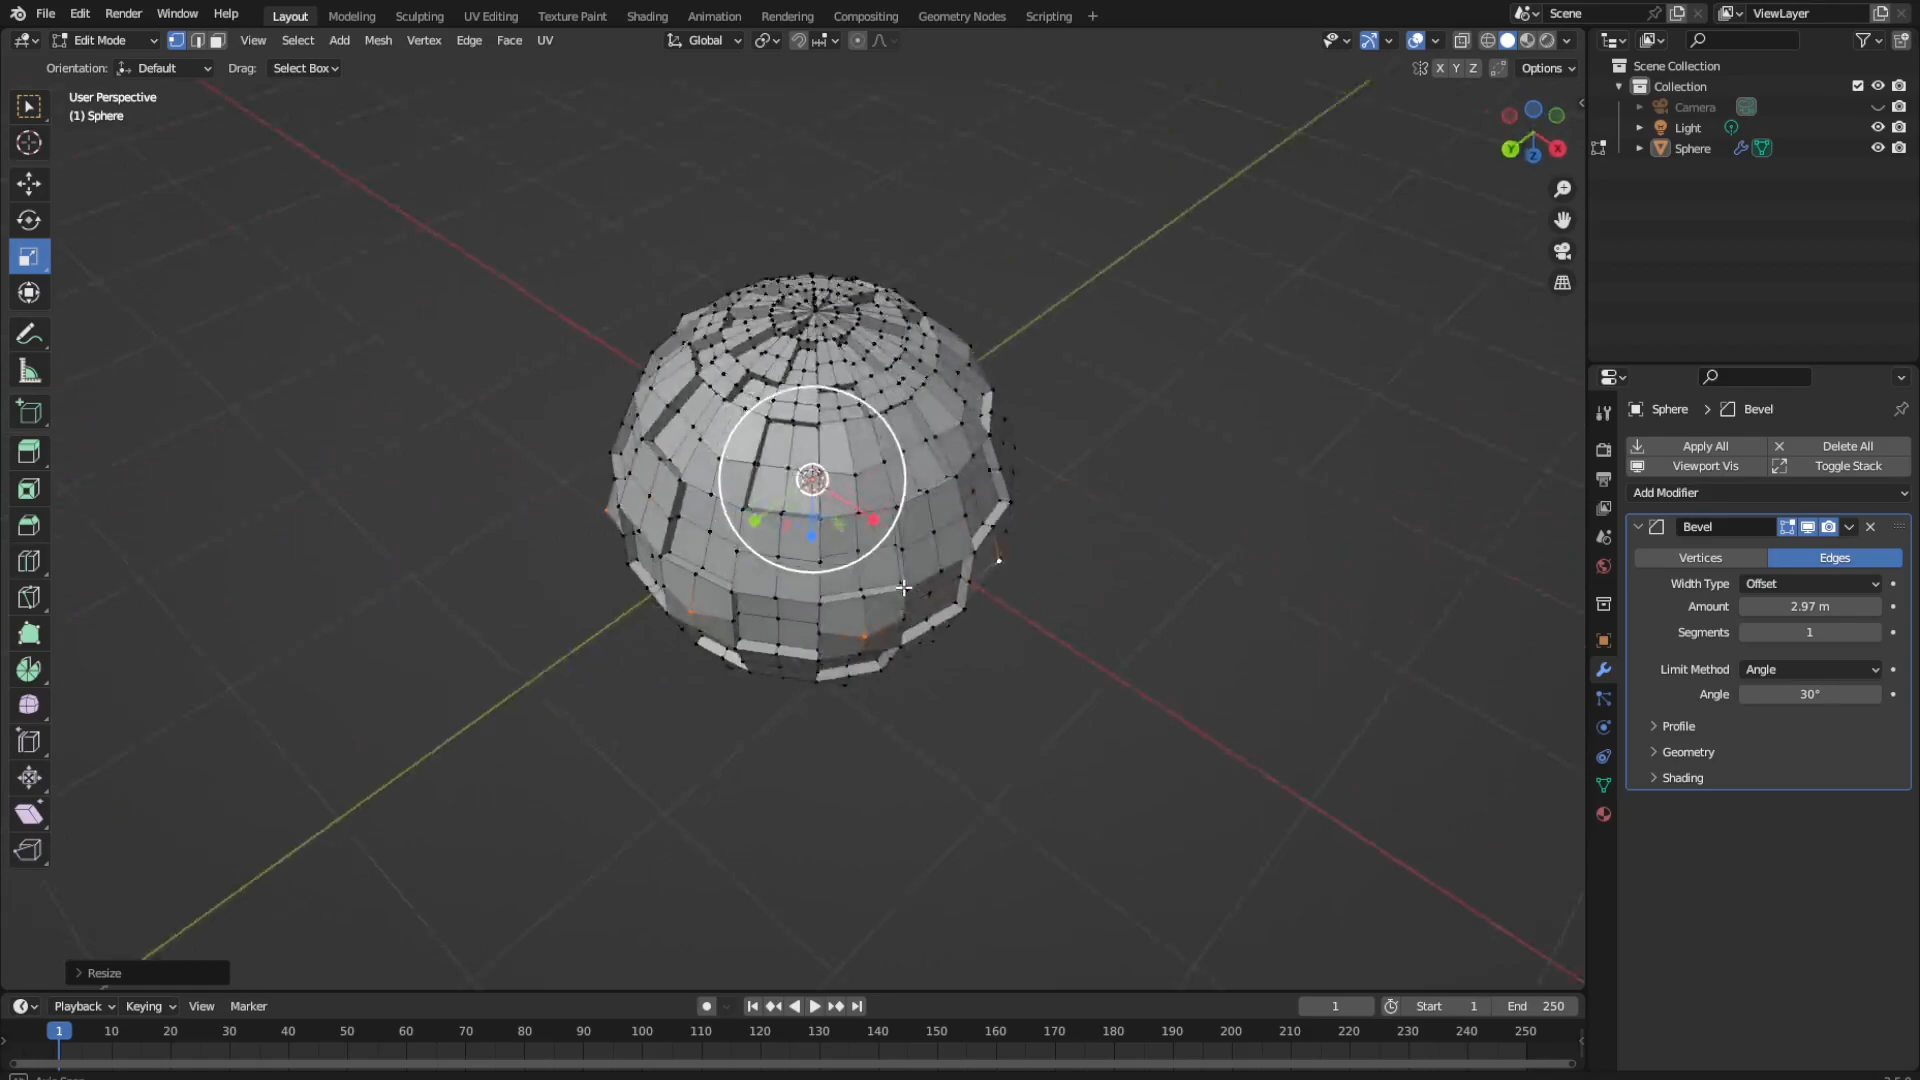 File Edit Render Window Help Layout Modeling Sculpting UV Editing Texture Paint Shading Animation Rendering Compositing Geometry Nodes Scripting + Scene ViewLayer
Edit Mode View Select Add Mesh Vertex Edge Face UV Global
Orientation: Default Drag: Select Box X Y Z Options
User Perspective
(1) Sphere
Y Z X
Scene Collection
Collection
Camera
Light
Sphere
Sphere > Bevel
Apply All Delete All
Viewport Vis Toggle Stack
Add Modifier
Bevel
Vertices Edges
Width Type Offset
Amount 2.97 m
Segments 1
Limit Method Angle
Angle 30°
Profile
Geometry
Shading
Resize
Playback Keying View Marker 1 Start 1 End 250
1 10 20 30 40 50 60 70 80 90 100 110 120 130 140 150 160 170 180 190 200 210 220 230 240 250